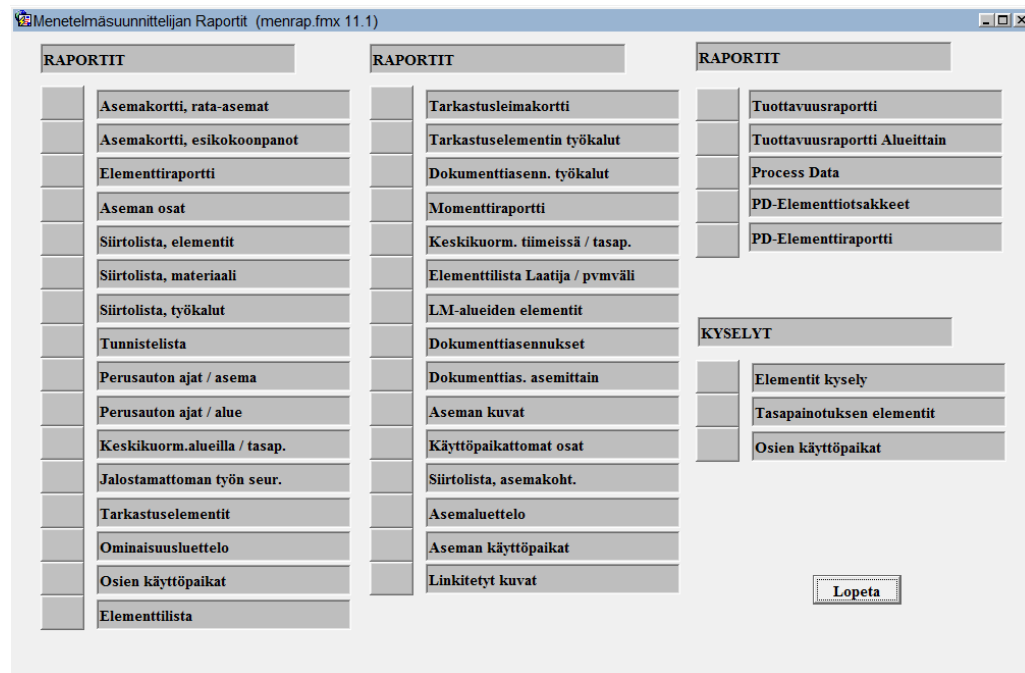 Menetelmäsuunnittelijan Raportit (menrap.fmx 11.1)
RAPORTIT
Asemakortti, rata-asemat
Asemakortti, esikokoonpanot
Elementtiraportti
Aseman osat
Siirtolista, elementit
Siirtolista, materiaali
Siirtolista, työkalut
Tunnistelista
Perusauton ajat / asema
Perusauton ajat / alue
Keskikuorm.alueilla / tasap.
Jalostamattoman työn seur.
Tarkastuselementit
Ominaisuusluettelo
Osien käyttöpaikat
Elementtilista
RAPORTIT
Tarkastusleimakortti
Tarkastuselementin työkalut
Dokumenttiasenn. työkalut
Momenttiraportti
Keskikuorm. tiimeissä / tasap.
Elementtilista Laatija / pvmväli
LM-alueiden elementit
Dokumenttiasennukset
Dokumenttias. asemittain
Aseman kuvat
Käyttöpaikattomat osat
Siirtolista, asemakoht.
Asemaluettelo
Aseman käyttöpaikat
Linkitetyt kuvat
RAPORTIT
Tuottavuusraportti
Tuottavuusraportti Alueittain
Process Data
PD-Elementtiotsakkeet
PD-Elementtiraportti
KYSELYT
Elementit kysely
Tasapainotuksen elementit
Osien käyttöpaikat
Lopeta